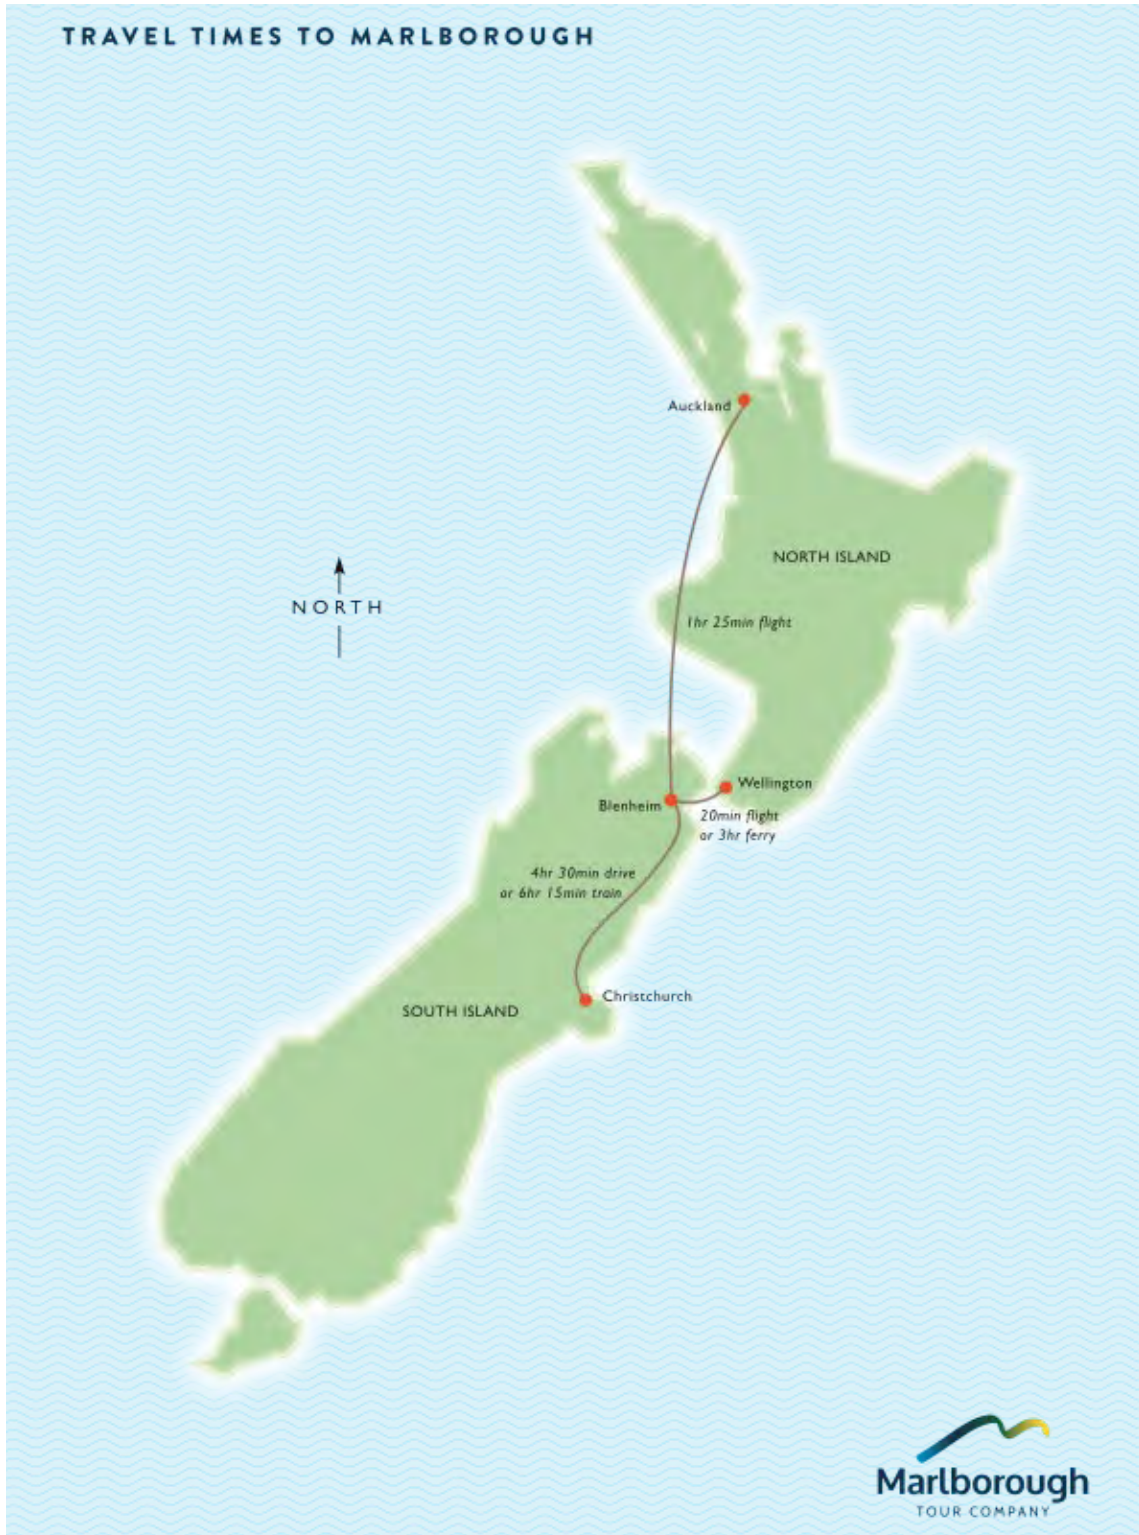 TRAVEL TIMES TO MARLBOROUGH
Auckland
NORTH ISLAND
NORTH
1hr 25min flight
Wellington
Blenheim
20min flight
or 3hr ferry
4hr 30min drive
or 6hr 15min train
Christchurch
SOUTH ISLAND
Marlborough
TOUR COMPANY